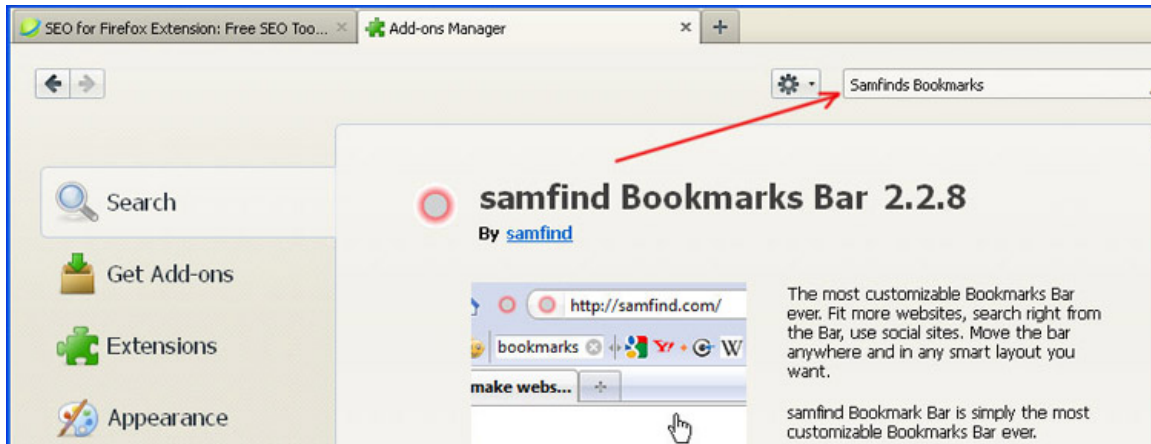 SEO for Firefox Extension: Free SEO Too...
Add-ons Manager
Samfinds Bookmarks
Search
Get Add-ons
Extensions
Appearance
samfind Bookmarks Bar 2.2.8
By samfind
http://samfind.com/
bookmarks
make webs...
The most customizable Bookmarks Bar
ever. Fit more websites, search right from
the Bar, use social sites. Move the bar
anywhere and in any smart layout you
want.
samfind Bookmark Bar is simply the most
customizable Bookmarks Bar ever.